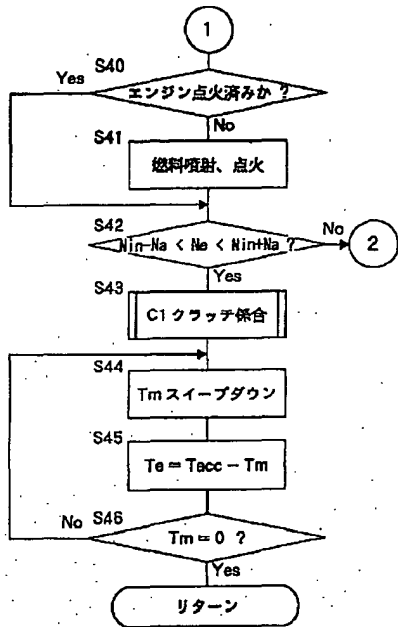 1
S40
Yes
エンジン点火済みか ?
No
S41
燃料噴射、点火
S42
Nin−Na < Ne < Nin+Na ?
No
2
Yes
S43
C1クラッチ係合
S44
Tmスイープダウン
S45
Te = Tacc − Tm
No
S46
Tm = 0 ?
Yes
リターン